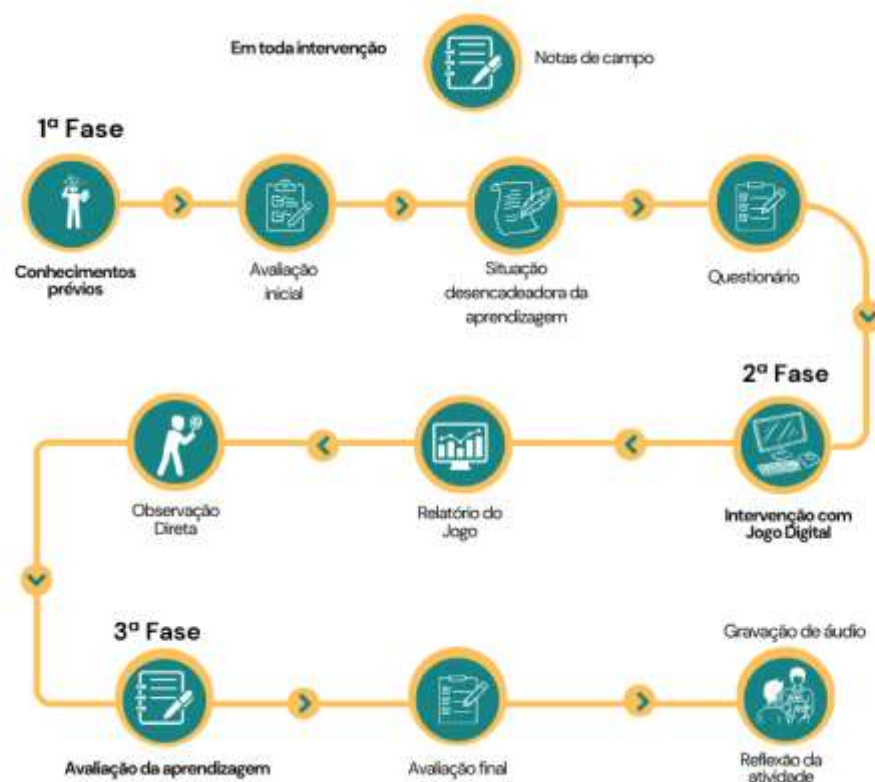 Em toda intervenção
Notas de campo
1ª Fase
Conhecimentos
prévios
Avaliação
inicial
Situação
desencadeadora da
aprendizagem
Questionário
2ª Fase
Intervenção com
Jogo Digital
Relatório do
Jogo
Observação
Direta
3ª Fase
Avaliação da aprendizagem
Avaliação final
Gravação de áudio
Reflexão da
atividade